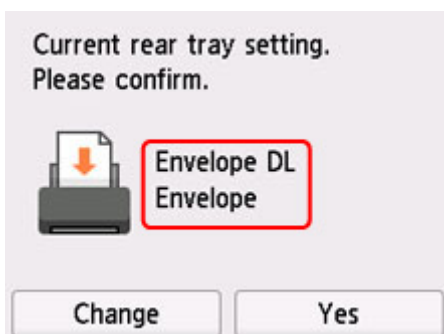 Current rear tray setting.
Please confirm.
Envelope DL
Envelope
Change
Yes